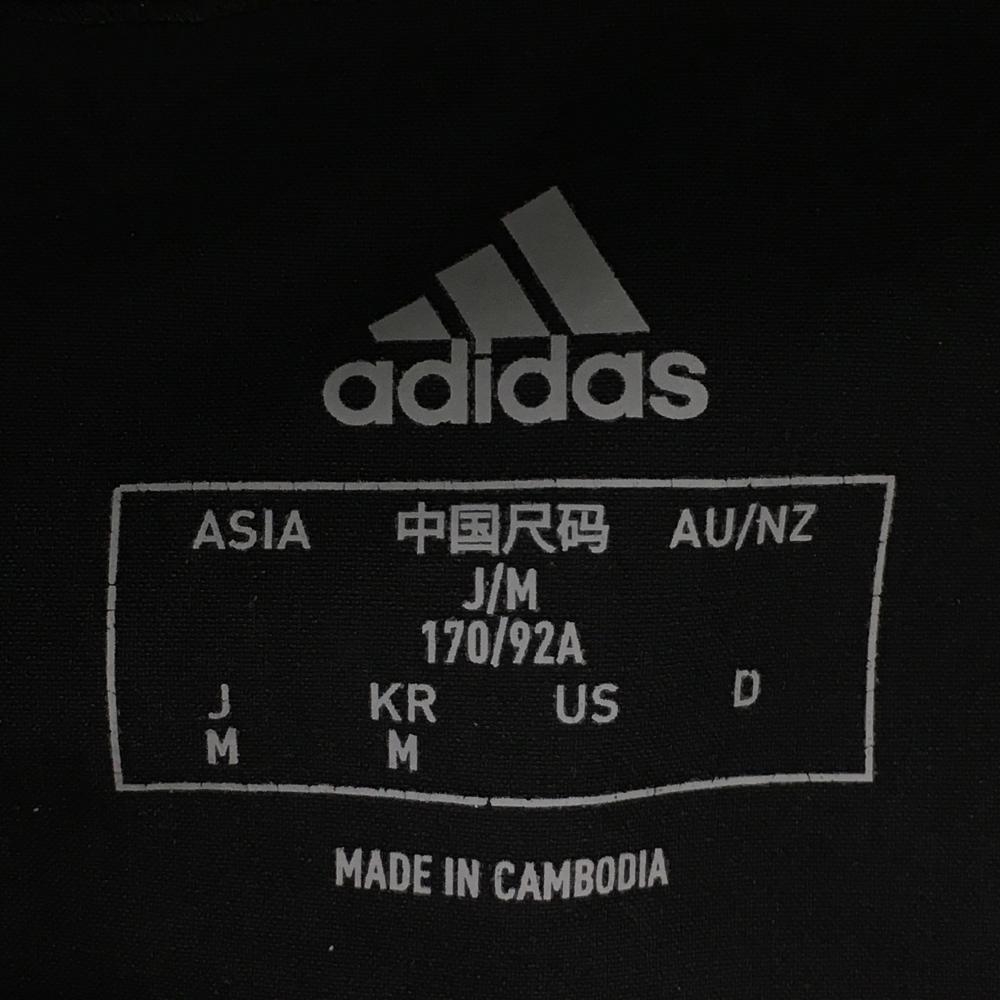 adidas
ASIA 中国尺码 AU/NZ
J/M
170/92A
J KR US D
M M
MADE IN CAMBODIA